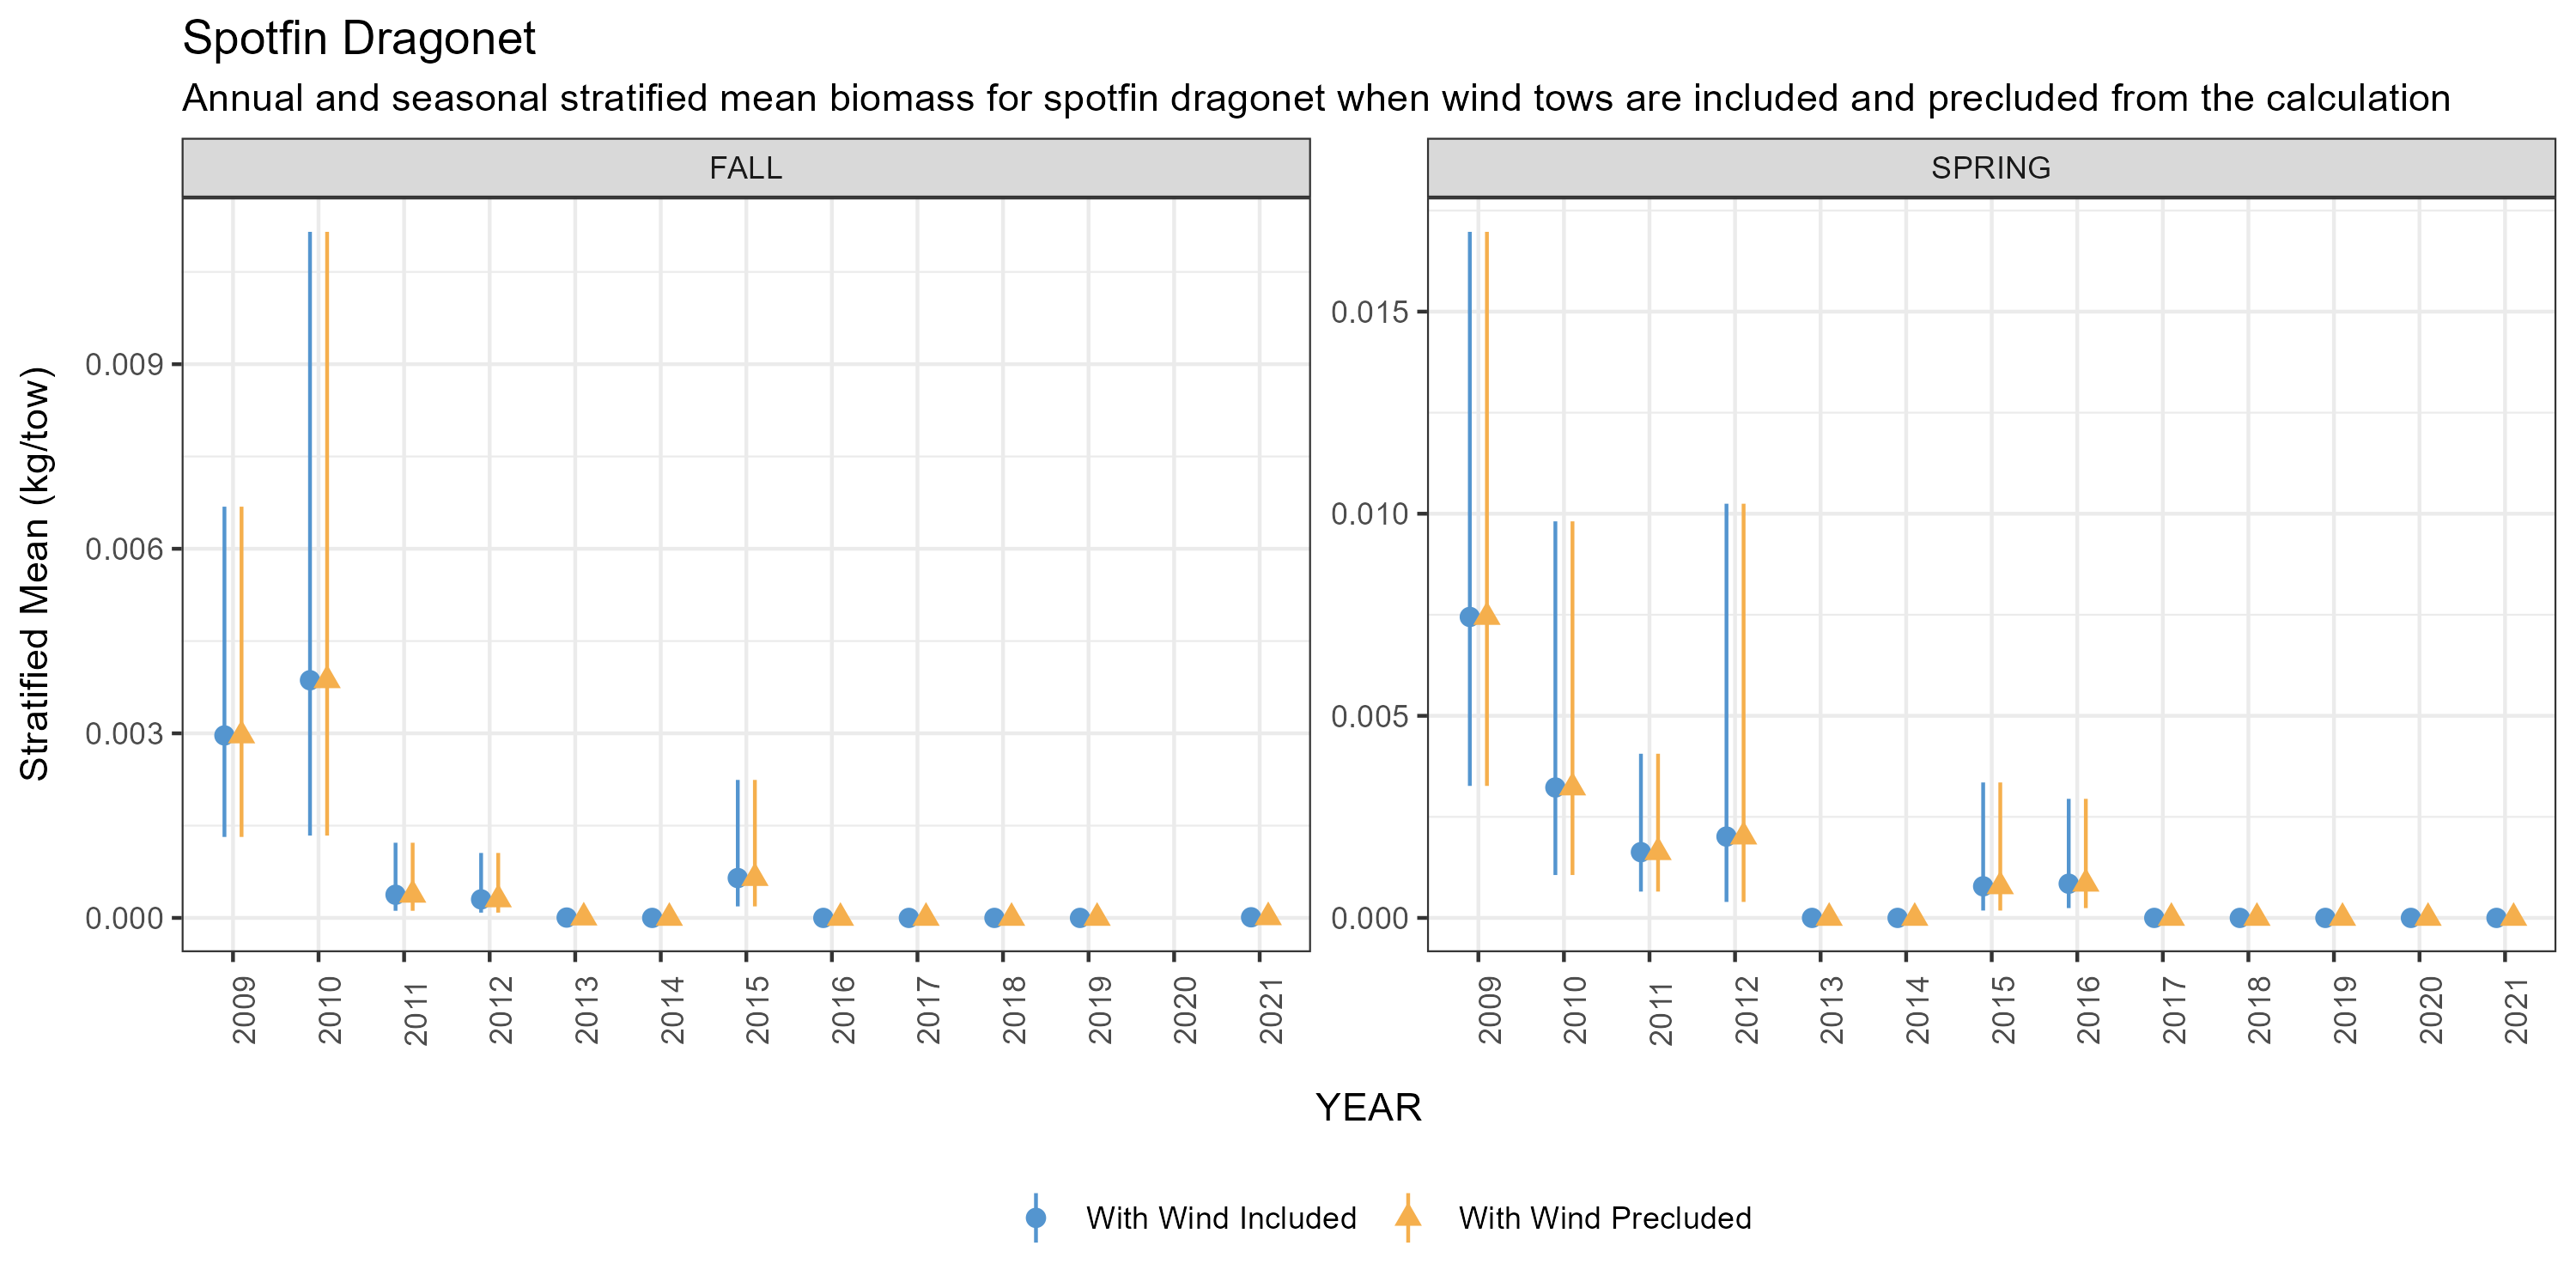 Spotfin Dragonet
Annual and seasonal stratified mean biomass for spotfin dragonet when wind tows are included and precluded from the calculation
FALL
SPRING
Stratified Mean (kg/tow)
0.009
0.006
0.003
0.000
0.015
0.010
0.005
0.000
2009 2010 2011 2012 2013 2014 2015 2016 2017 2018 2019 2020 2021
2009 2010 2011 2012 2013 2014 2015 2016 2017 2018 2019 2020 2021
YEAR
With Wind Included
With Wind Precluded